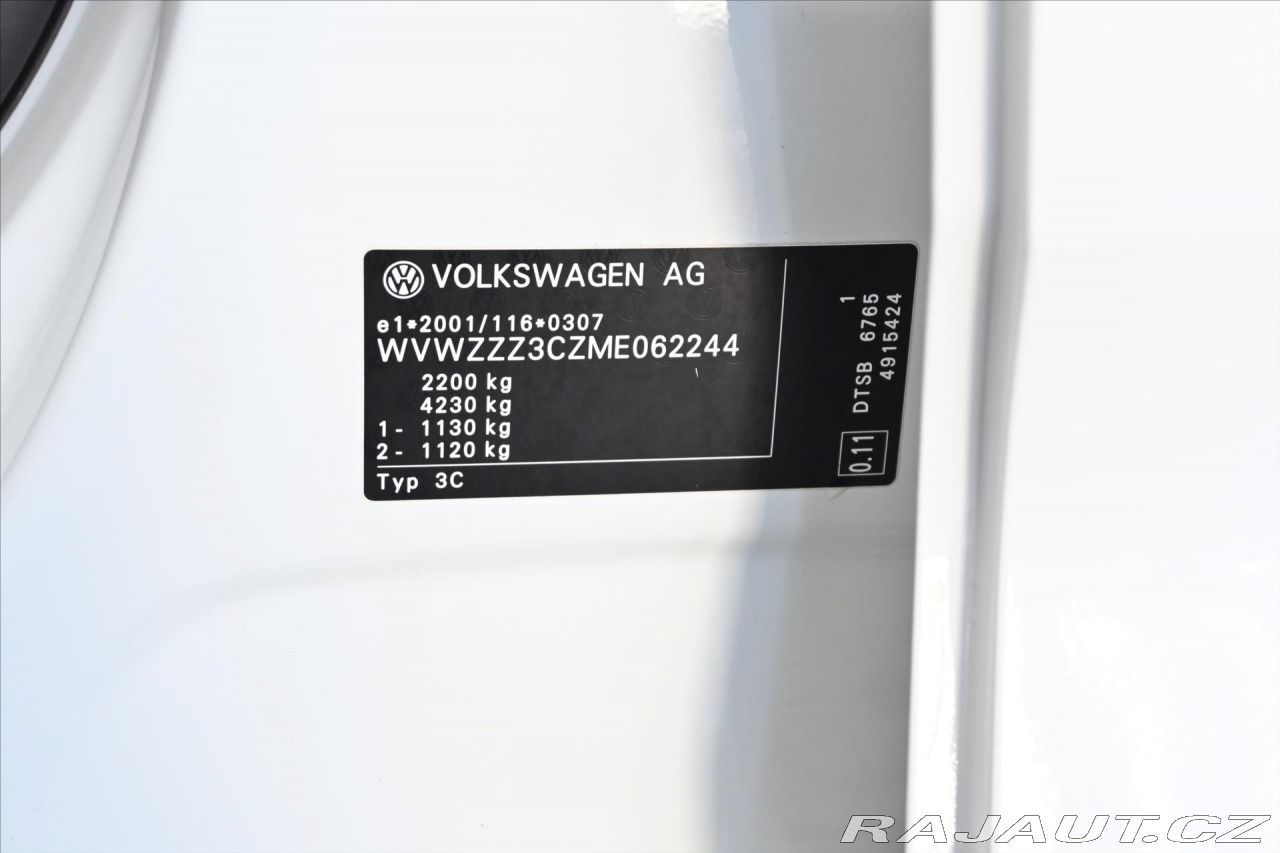 VOLKSWAGEN AG
e1*2001/116*0307
WVWZZZ3CZME062244
2200 kg
4230 kg
1- 1130 kg
2- 1120 kg
Typ 3C
0.11 DTSB 6765 1
4915424
RAJAUT.CZ